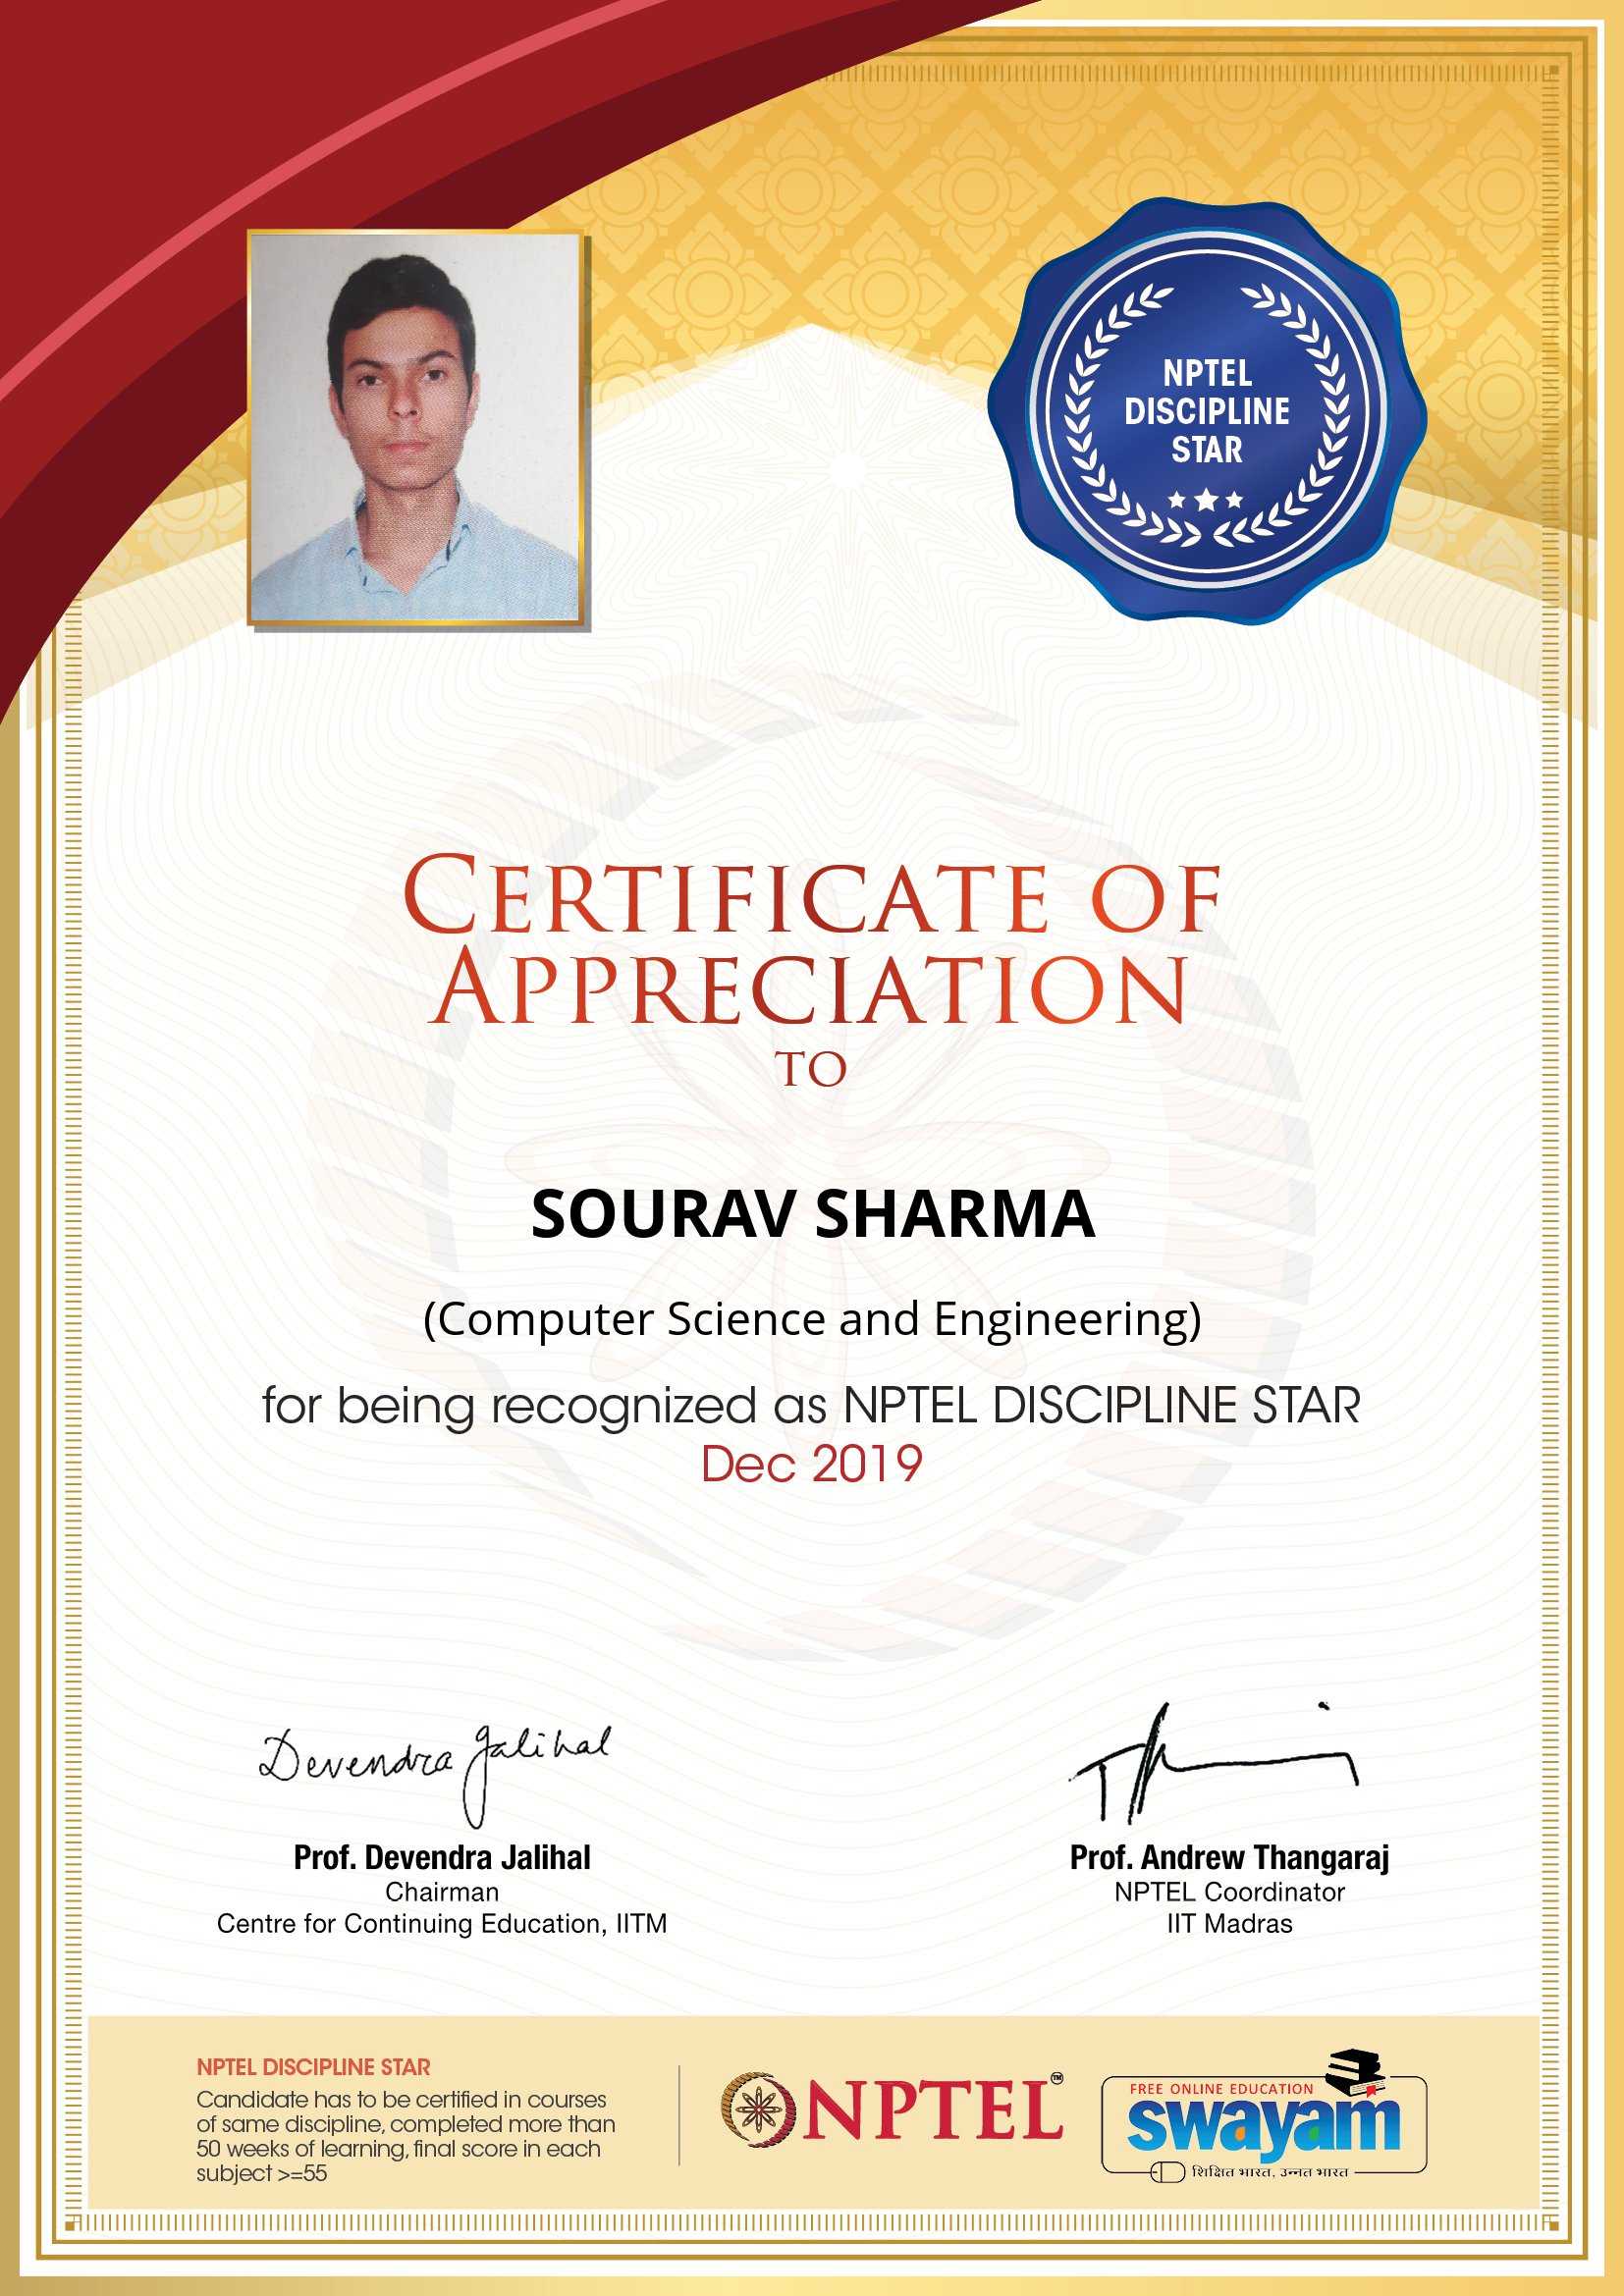 NPTEL
DISCIPLINE
STAR
CERTIFICATE OF
APPRECIATION
TO
SOURAV SHARMA
(Computer Science and Engineering)
for being recognized as NPTEL DISCIPLINE STAR
Dec 2019
Devendra Jalihal
Prof. Devendra Jalihal
Chairman
Centre for Continuing Education, IITM
Prof. Andrew Thangaraj
NPTEL Coordinator
IIT Madras
NPTEL DISCIPLINE STAR
Candidate has to be certified in courses
of same discipline, completed more than
50 weeks of learning, final score in each
subject >=55
NPTEL™
FREE ONLINE EDUCATION
swayam
शिक्षित भारत, उन्नत भारत